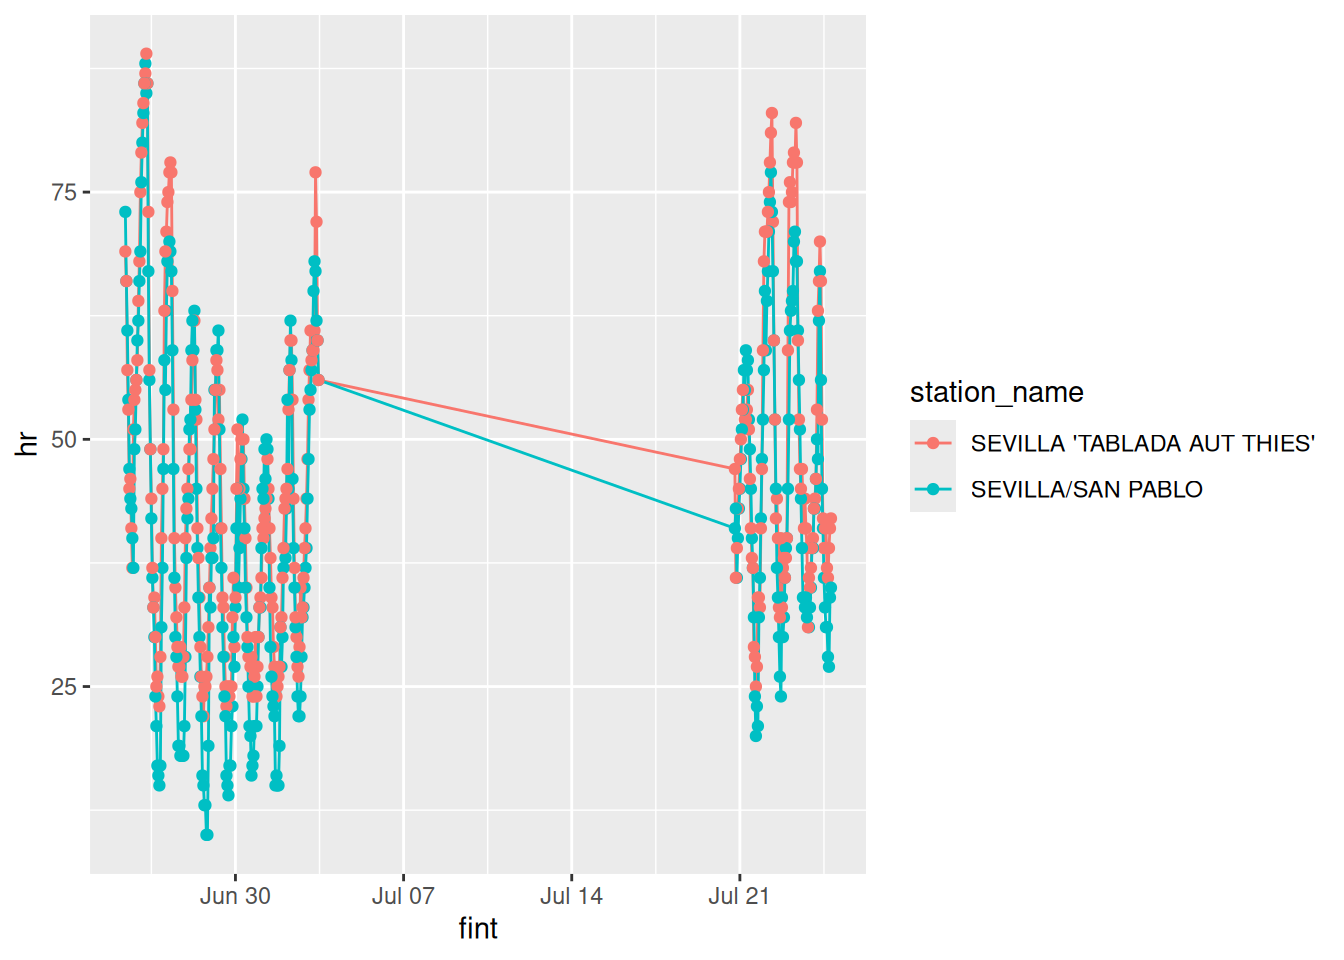 75
50
25
hr
Jun 30
Jul 07
Jul 14
Jul 21
fint
station_name
SEVILLA 'TABLADA AUT THIES'
SEVILLA/SAN PABLO